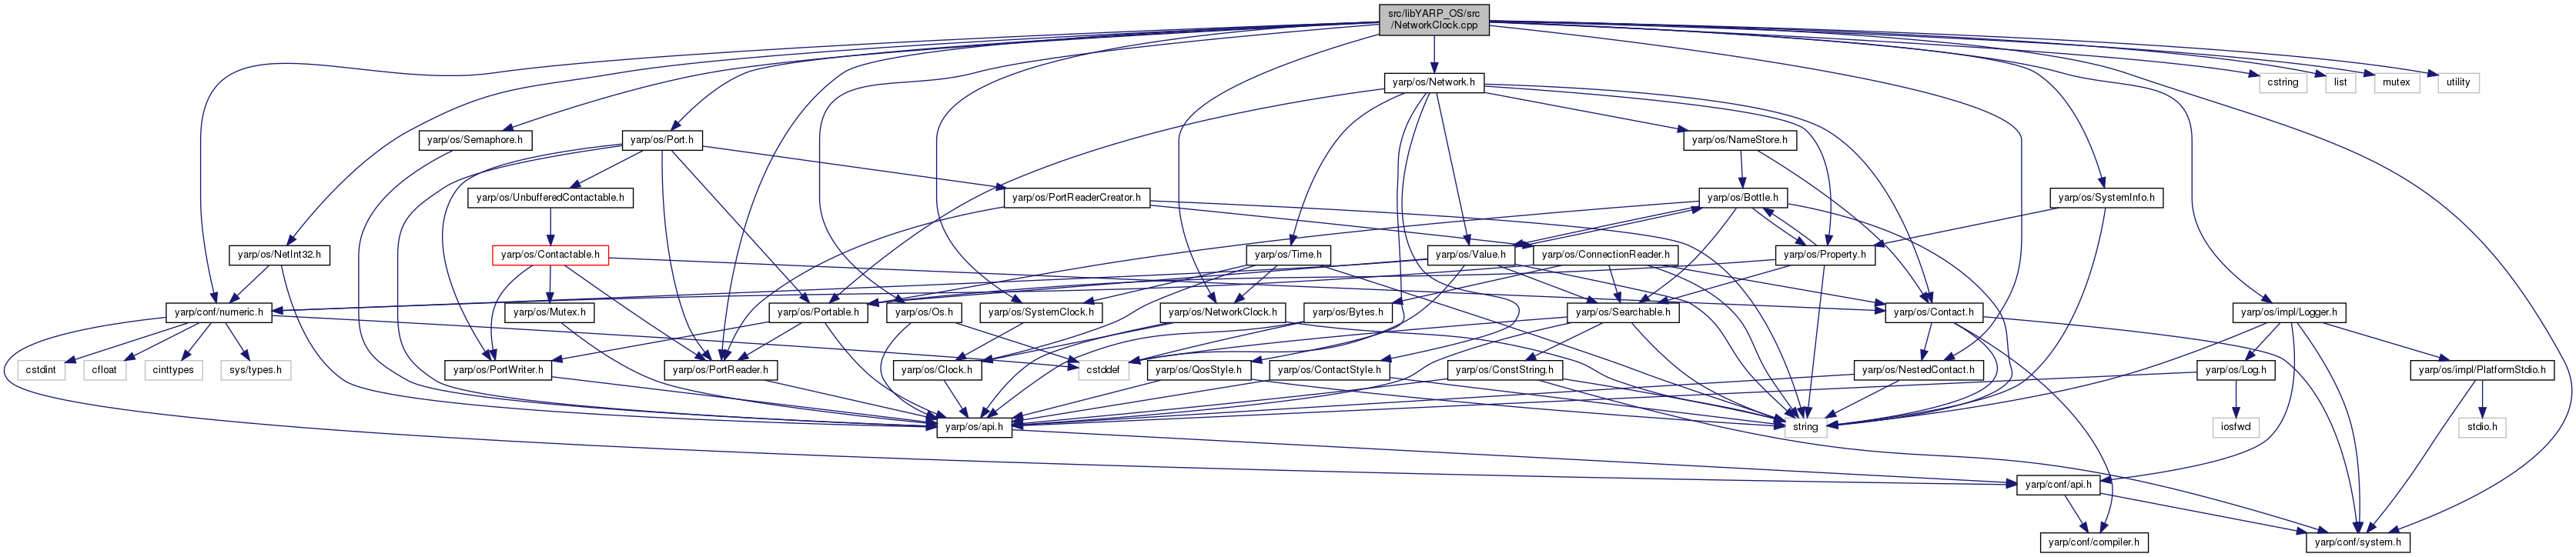 src/libYARP_OS/src
/NetworkClock.cpp
yarp/os/Network.h
cstring
list
mutex
utility
yarp/os/Semaphore.h
yarp/os/Port.h
yarp/os/NameStore.h
yarp/os/UnbufferedContactable.h
yarp/os/PortReaderCreator.h
yarp/os/Bottle.h
yarp/os/SystemInfo.h
yarp/os/NetInt32.h
yarp/os/Contactable.h
yarp/os/Time.h
yarp/os/Value.h
yarp/os/ConnectionReader.h
yarp/os/Property.h
yarp/conf/numeric.h
yarp/os/Mutex.h
yarp/os/Portable.h
yarp/os/Os.h
yarp/os/SystemClock.h
yarp/os/NetworkClock.h
yarp/os/Bytes.h
yarp/os/Searchable.h
yarp/os/Contact.h
yarp/os/impl/Logger.h
cstdint
cfloat
cinttypes
sys/types.h
yarp/os/PortWriter.h
yarp/os/PortReader.h
yarp/os/Clock.h
cstddef
yarp/os/QosStyle.h
yarp/os/ContactStyle.h
yarp/os/ConstString.h
yarp/os/NestedContact.h
yarp/os/Log.h
yarp/os/impl/PlatformStdio.h
yarp/os/api.h
string
iosfwd
stdio.h
yarp/conf/api.h
yarp/conf/compiler.h
yarp/conf/system.h